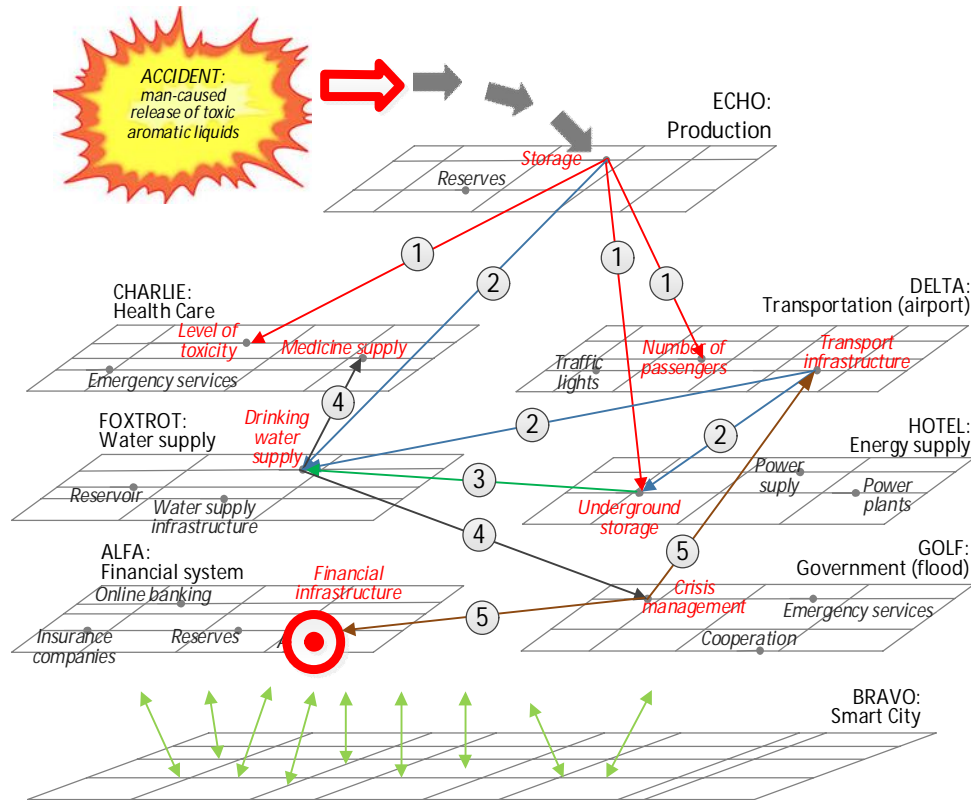 ACCIDENT:
man-caused
release of toxic
aromatic liquids
ECHO:
Production
Storage
Reserves
1
2
1
1
CHARLIE:
Health Care
Level of
toxicity
Medicine supply
Emergency services
4
DELTA:
Transportation (airport)
Number of
passengers
Transport
infrastructure
Traffic
lights
FOXTROT:
Water supply
Drinking
water
supply
2
2
3
Reservoir
Water supply
infrastructure
4
HOTEL:
Energy supply
Power
suply
Power
plants
Underground
storage
5
ALFA:
Financial system
Online banking
Financial
infrastructure
Insurance
companies
Reserves
5
GOLF:
Government (flood)
Crisis
management
Emergency services
Cooperation
BRAVO:
Smart City